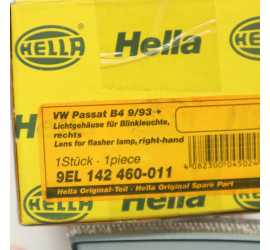 HELLA
Hella
HELLA
VW Passat B4 9/93 +
Lichtgehäuse für Blinkleuchte,
rechts
Lens for flasher lamp, right-hand
1Stück - 1piece
9EL 142 460-011
Hella Original-Teil · Hella Original Spare Part
HELLA
Hella